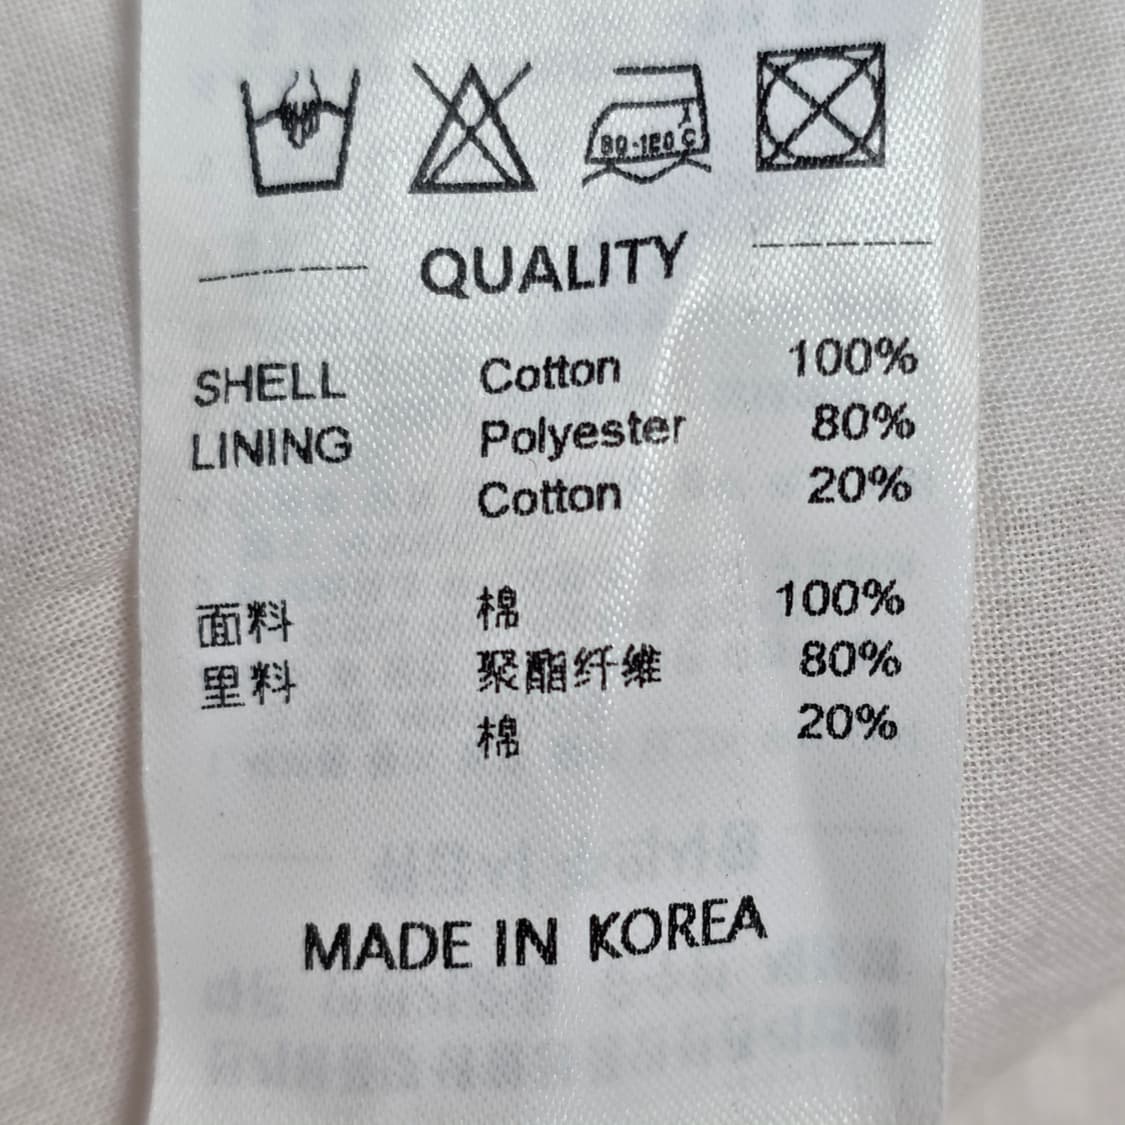 80-120 C
QUALITY
SHELL Cotton 100%
LINING Polyester 80%
Cotton 20%
面料 棉 100%
里料 聚酯纤维 80%
棉 20%
MADE IN KOREA